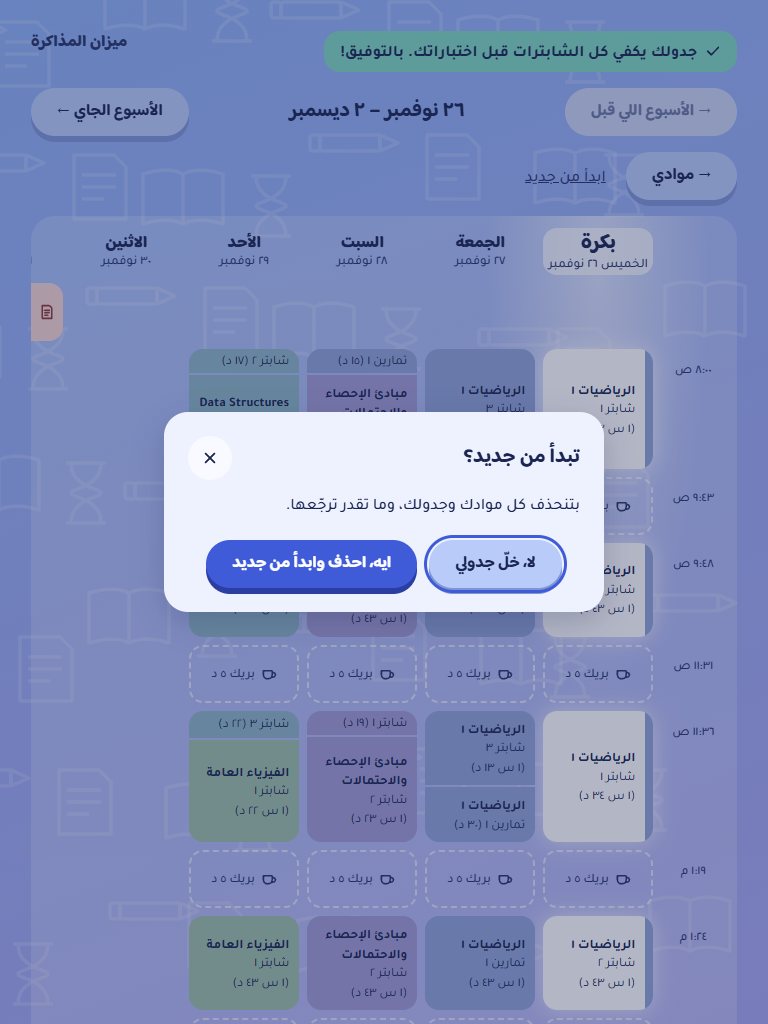 جدولك يكفي كل الشابترات قبل اختباراتك. بالتوفيق!
ميزان المذاكرة
→ الأسبوع اللي قبل
٢٦ نوفمبر – ٢ ديسمبر
الأسبوع الجاي ←
→ موادي
ابدأ من جديد
بكرة
الخميس ٢٦ نوفمبر
الجمعة
٢٧ نوفمبر
السبت
٢٨ نوفمبر
الأحد
٢٩ نوفمبر
الاثنين
٣٠ نوفمبر
٨:٠٠ ص
الرياضيات ١
شابتر ١
الرياضيات ١
شابتر ٣
تمارين ١ (١٥ د)
مبادئ الإحصاء
والاحتمالات
شابتر ٢ (١٧ د)
Data Structures
تبدأ من جديد؟
بتنحذف كل موادك وجدولك، وما تقدر ترجّعها.
لا، خلّ جدولي
ايه، احذف وابدأ من جديد
٩:٤٣ ص
٩:٤٨ ص
(١ س ٤٣ د)
١١:٣١ ص
بريك ٥ د
بريك ٥ د
بريك ٥ د
بريك ٥ د
١١:٣٦ ص
الرياضيات ١
شابتر ١
(١ س ٣٤ د)
الرياضيات ١
شابتر ٣
(١ س ١٣ د)
الرياضيات ١
تمارين ١ (٣٠ د)
شابتر ١ (١٩ د)
مبادئ الإحصاء
والاحتمالات
شابتر ٢
(١ س ٢٣ د)
شابتر ٣ (٢٢ د)
الفيزياء العامة
شابتر ١
(١ س ٢٢ د)
١:١٩ م
بريك ٥ د
بريك ٥ د
بريك ٥ د
بريك ٥ د
١:٢٤ م
الرياضيات ١
شابتر ٢
(١ س ٤٣ د)
الرياضيات ١
تمارين ١
(١ س ٤٣ د)
مبادئ الإحصاء
والاحتمالات
شابتر ٢
(١ س ٤٣ د)
الفيزياء العامة
شابتر ١
(١ س ٤٣ د)